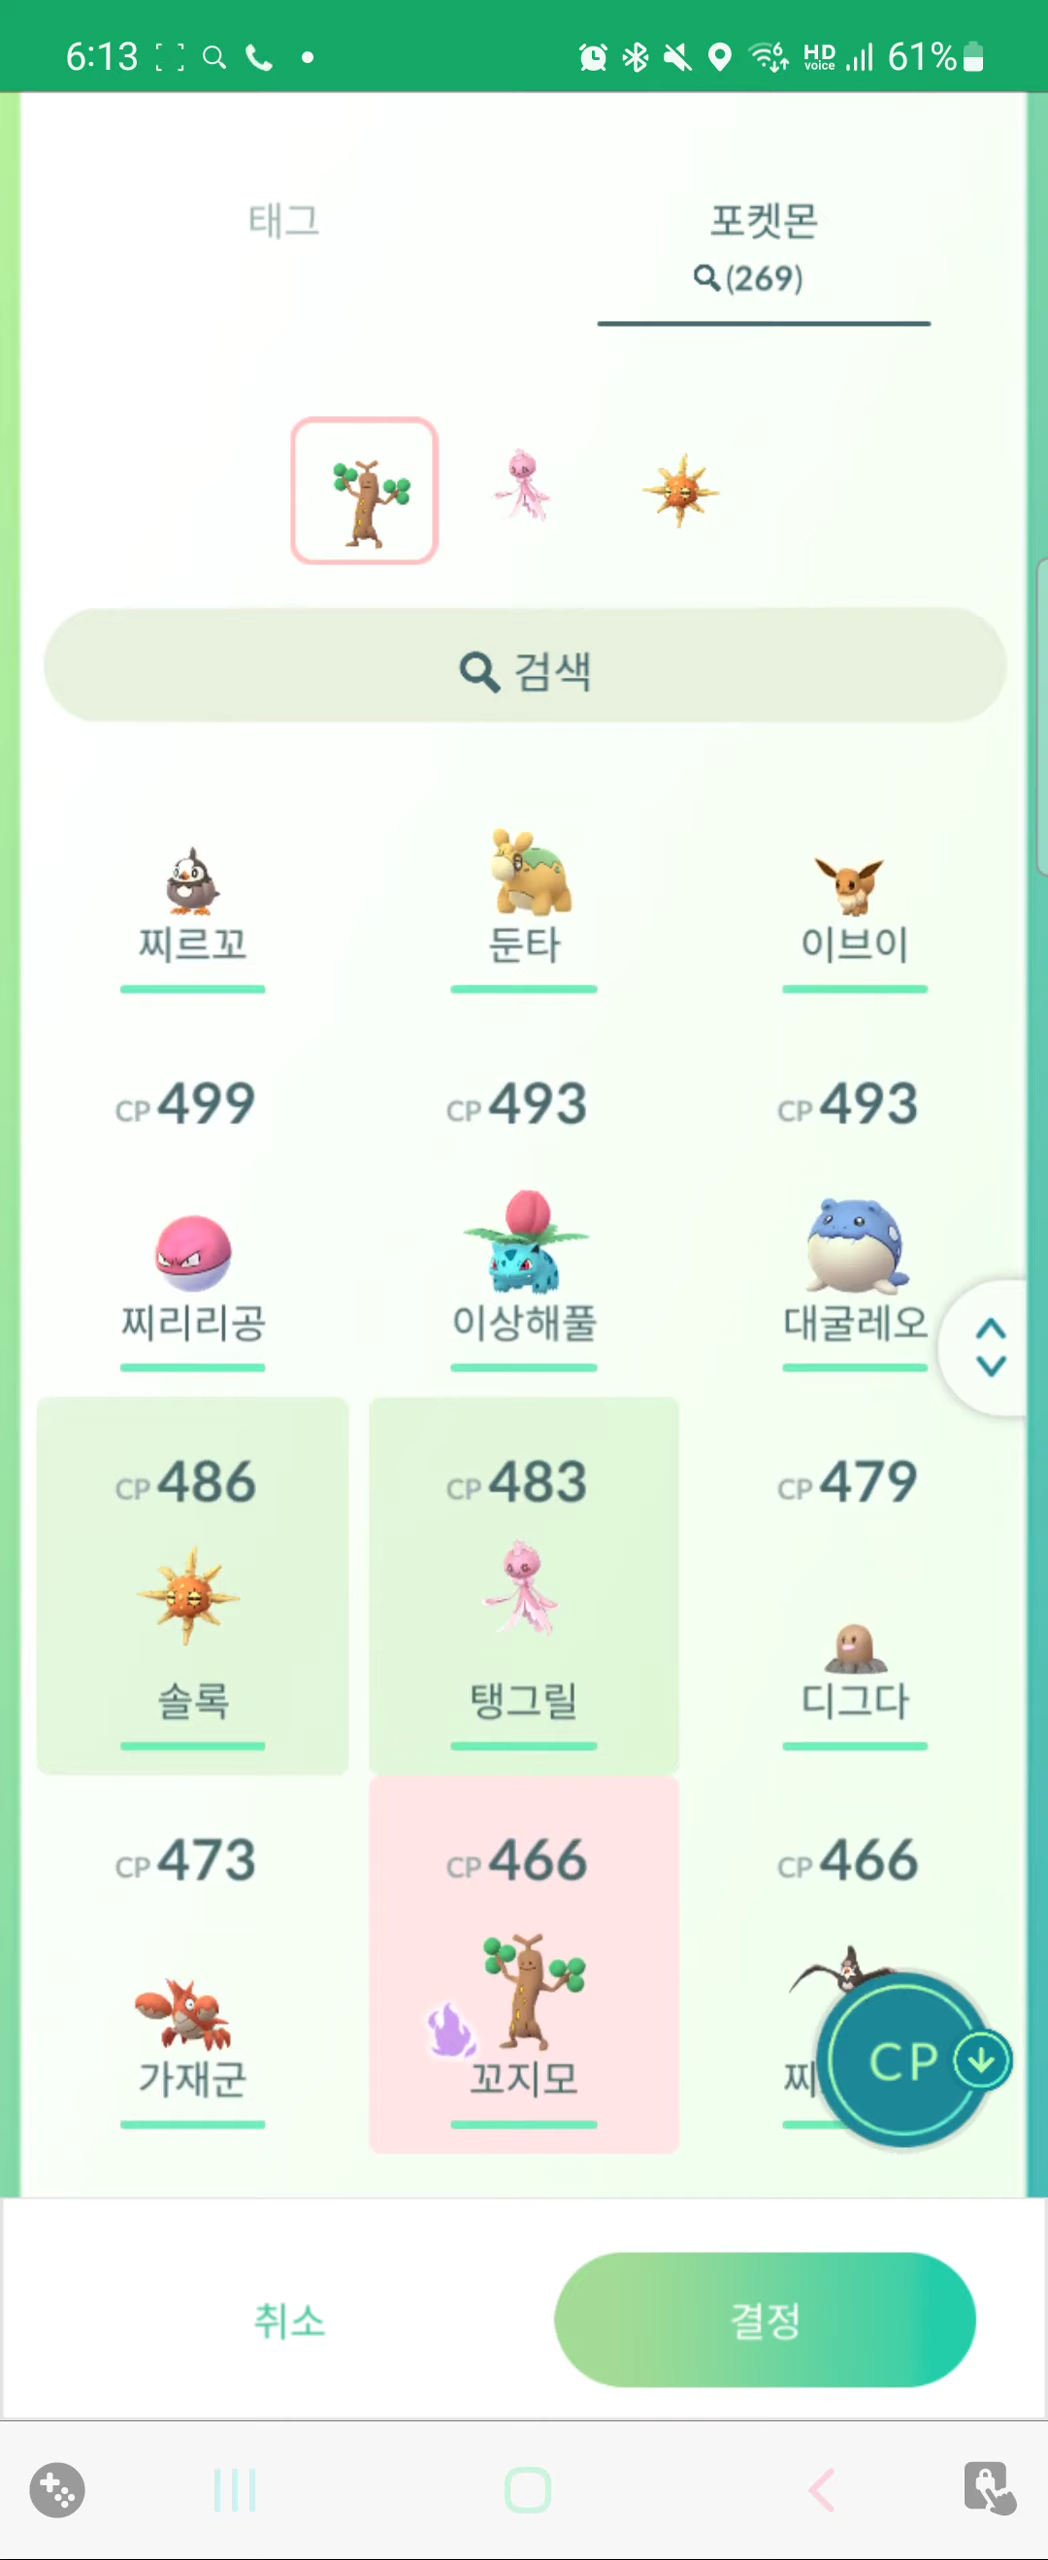 6:13
HD voice
61%
태그
포켓몬
(269)
검색
찌르꼬
둔타
이브이
CP 499
CP 493
CP 493
찌리리공
이상해풀
대굴레오
CP 486
CP 483
CP 479
솔록
탱그릴
디그다
CP 473
CP 466
CP 466
가재군
꼬지모
찌
CP
취소
결정